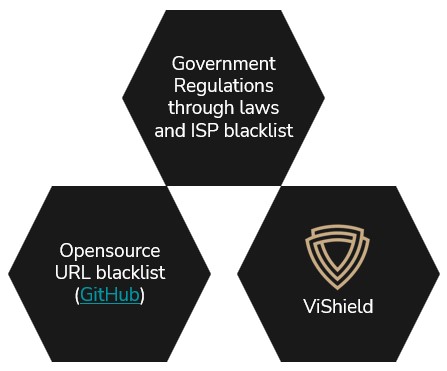 Government
Regulations
through laws
and ISP blacklist
Opensource
URL blacklist
(GitHub)
ViShield